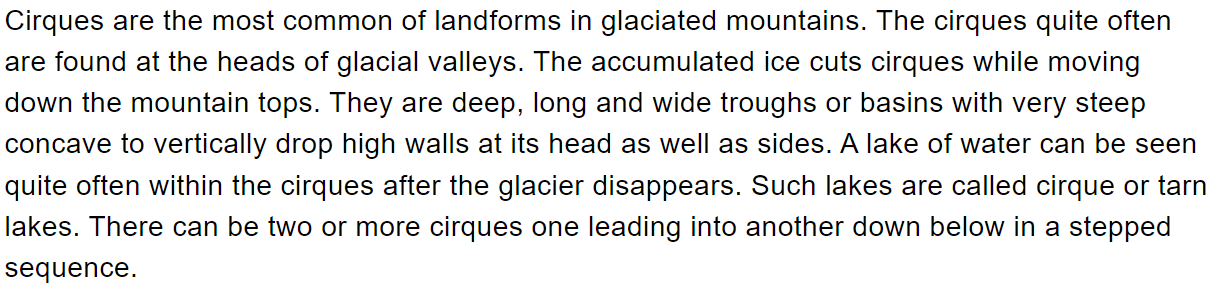 Cirques are the most common of landforms in glaciated mountains. The cirques quite often
are found at the heads of glacial valleys. The accumulated ice cuts cirques while moving
down the mountain tops. They are deep, long and wide troughs or basins with very steep
concave to vertically drop high walls at its head as well as sides. A lake of water can be seen
quite often within the cirques after the glacier disappears. Such lakes are called cirque or tarn
lakes. There can be two or more cirques one leading into another down below in a stepped
sequence.